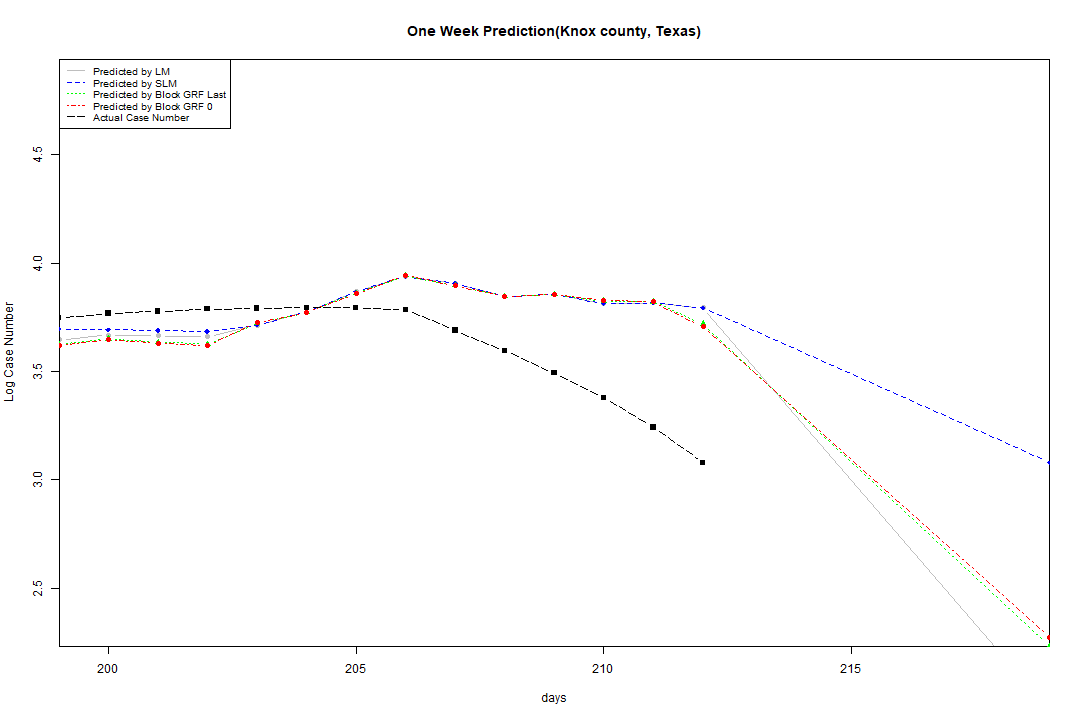 One Week Prediction(Knox county, Texas)
Predicted by LM
Predicted by SLM
Predicted by Block GRF Last
Predicted by Block GRF 0
Actual Case Number
4.5
4.0
3.5
3.0
2.5
Log Case Number
200
205
210
215
days